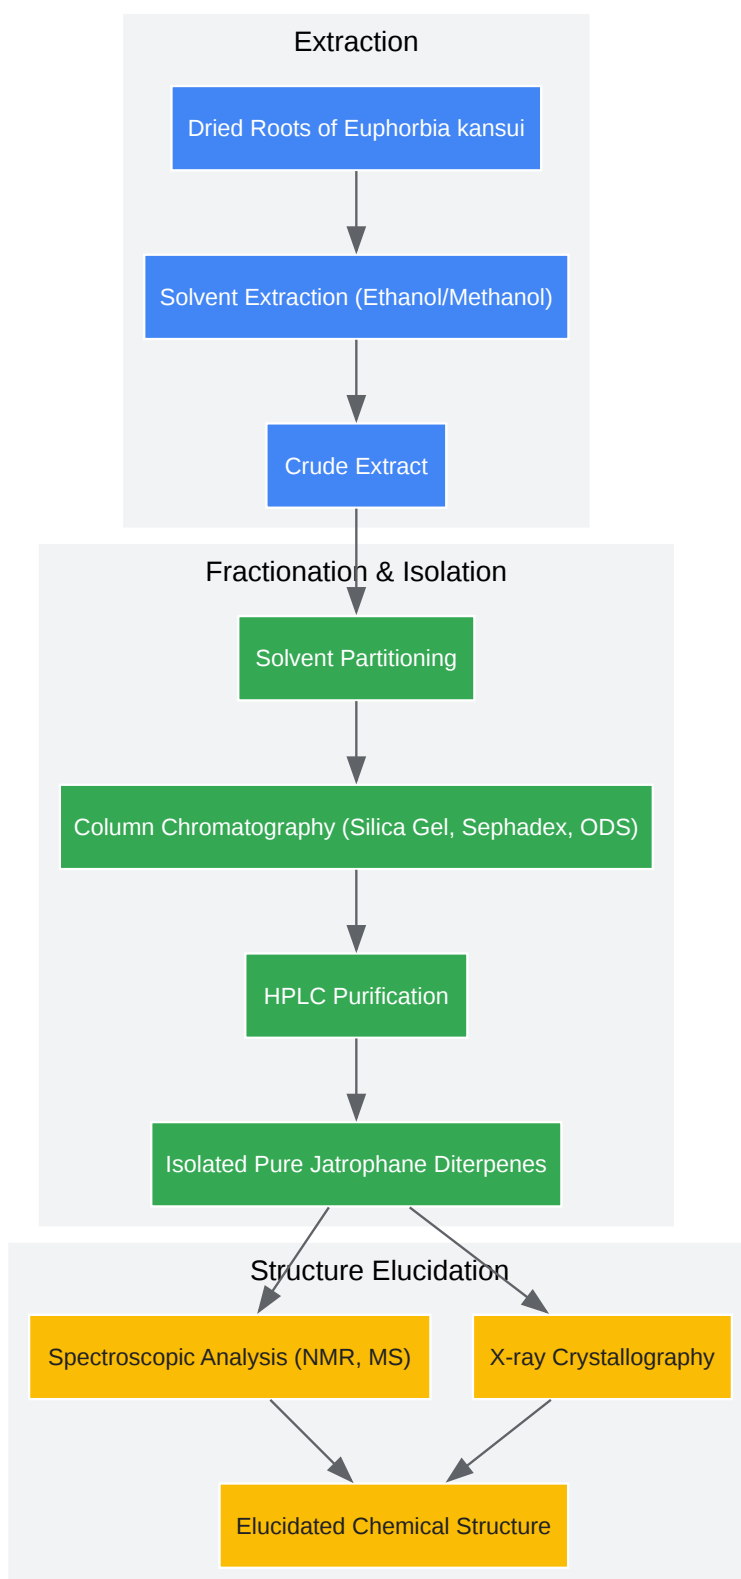 Extraction
Dried Roots of Euphorbia kansui
Solvent Extraction (Ethanol/Methanol)
Crude Extract
Fractionation & Isolation
Solvent Partitioning
Column Chromatography (Silica Gel, Sephadex, ODS)
HPLC Purification
Isolated Pure Jatrophane Diterpenes
Structure Elucidation
Spectroscopic Analysis (NMR, MS)
X-ray Crystallography
Elucidated Chemical Structure